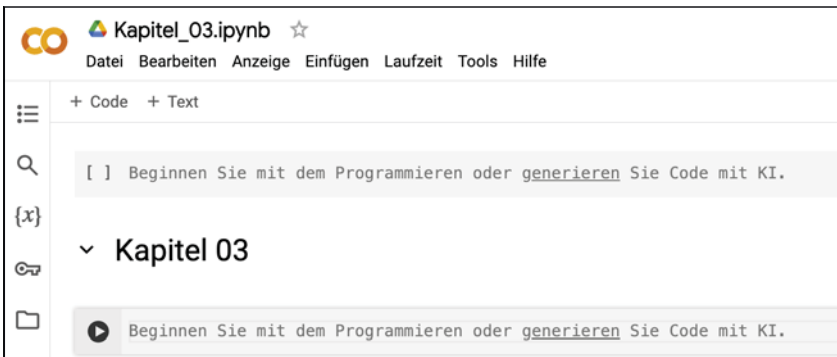 Kapitel_03.ipynb
Datei Bearbeiten Anzeige Einfügen Laufzeit Tools Hilfe
+ Code + Text
[ ] Beginnen Sie mit dem Programmieren oder generieren Sie Code mit KI.
{x}
Kapitel 03
Beginnen Sie mit dem Programmieren oder generieren Sie Code mit KI.